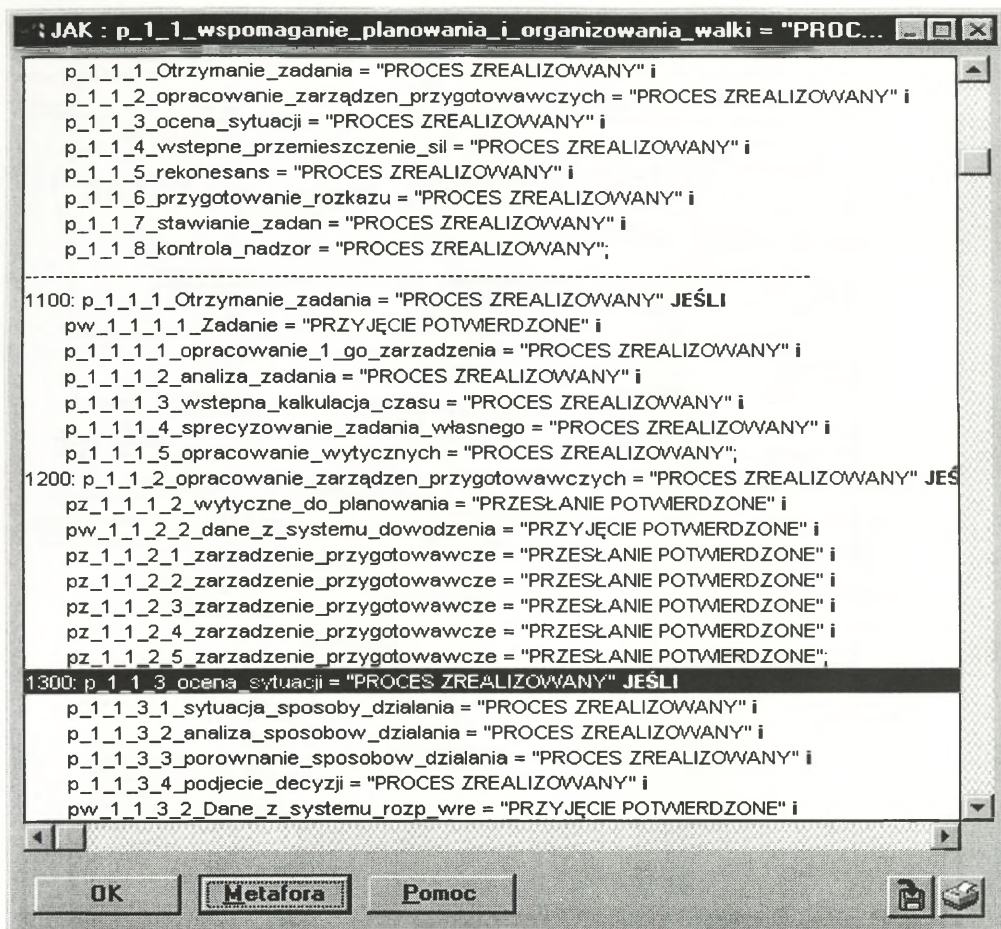 JAK : p_1_1_wspomaganie_planowania_i_organizowania_walki = "PROC...
p_1_1_1_Otrzymanie_zadania = "PROCES ZREALIZOWANY" i
p_1_1_2_opracowanie_zarządzen_przygotowawczych = "PROCES ZREALIZOWANY" i
p_1_1_3_ocena_sytuacji = "PROCES ZREALIZOWANY" i
p_1_1_4_wstepne_przemieszczenie_sil = "PROCES ZREALIZOWANY" i
p_1_1_5_rekonesans = "PROCES ZREALIZOWANY" i
p_1_1_6_przygotowanie_rozkazu = "PROCES ZREALIZOWANY" i
p_1_1_7_stawianie_zadan = "PROCES ZREALIZOWANY" i
p_1_1_8_kontrola_nadzor = "PROCES ZREALIZOWANY";
1100: p_1_1_1_Otrzymanie_zadania = "PROCES ZREALIZOWANY" JEŚLI
pw_1_1_1_1_Zadanie = "PRZYJĘCIE POTWIERDZONE" i
p_1_1_1_1_opracowanie_1_go_zarzadzenia = "PROCES ZREALIZOWANY" i
p_1_1_1_2_analiza_zadania = "PROCES ZREALIZOWANY" i
p_1_1_1_3_wstepna_kalkulacja_czasu = "PROCES ZREALIZOWANY" i
p_1_1_1_4_sprecyzowanie_zadania_własnego = "PROCES ZREALIZOWANY" i
p_1_1_1_5_opracowanie_wytycznych = "PROCES ZREALIZOWANY";
1200: p_1_1_2_opracowanie_zarządzen_przygotowawczych = "PROCES ZREALIZOWANY" JEŚ
pz_1_1_1_2_wytyczne_do_planowania = "PRZESŁANIE POTWIERDZONE" i
pw_1_1_2_2_dane_z_systemu_dowodzenia = "PRZYJĘCIE POTWIERDZONE" i
pz_1_1_2_1_zarzadzenie_przygotowawcze = "PRZESŁANIE POTWIERDZONE" i
pz_1_1_2_2_zarzadzenie_przygotowawcze = "PRZESŁANIE POTWIERDZONE" i
pz_1_1_2_3_zarzadzenie_przygotowawcze = "PRZESŁANIE POTWIERDZONE" i
pz_1_1_2_4_zarzadzenie_przygotowawcze = "PRZESŁANIE POTWIERDZONE" i
pz_1_1_2_5_zarzadzenie_przygotowawcze = "PRZESŁANIE POTWIERDZONE";
1300: p_1_1_3_ocena_sytuacji = "PROCES ZREALIZOWANY" JEŚLI
p_1_1_3_1_sytuacja_sposoby_dzialania = "PROCES ZREALIZOWANY" i
p_1_1_3_2_analiza_sposobow_dzialania = "PROCES ZREALIZOWANY" i
p_1_1_3_3_porownanie_sposobow_dzialania = "PROCES ZREALIZOWANY" i
p_1_1_3_4_podjecie_decyzji = "PROCES ZREALIZOWANY" i
pw_1_1_3_2_Dane_z_systemu_rozp_wre = "PRZYJĘCIE POTWIERDZONE" i
OK Metafora Pomoc